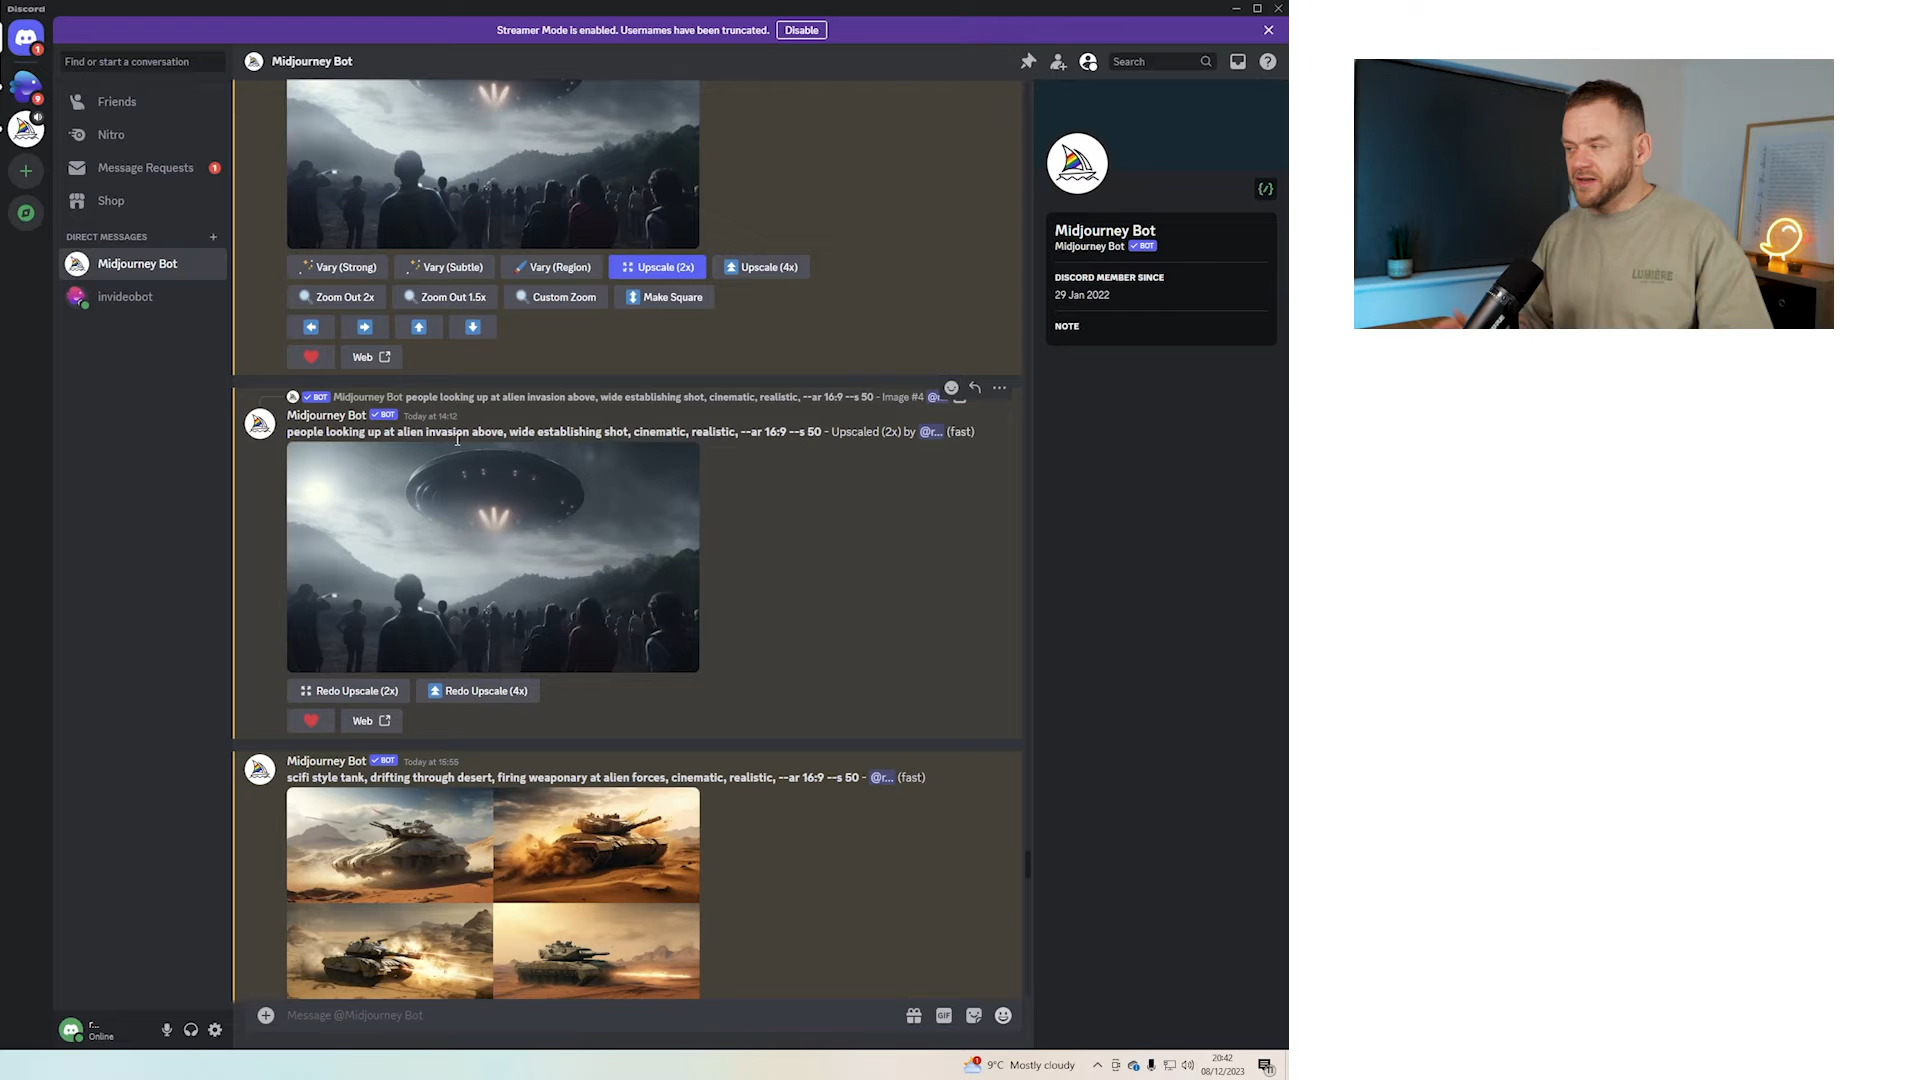 Discord
Streamer Mode is enabled. Usernames have been truncated. Disable
Find or start a conversation
Midjourney Bot
Search
1
9
Friends
Nitro
Message Requests 1
Shop
DIRECT MESSAGES +
Midjourney Bot
invideobot
Vary (Strong) Vary (Subtle) Vary (Region) Upscale (2x) Upscale (4x)
Zoom Out 2x Zoom Out 1.5x Custom Zoom Make Square
Web
BOT Midjourney Bot people looking up at alien invasion above, wide establishing shot, cinematic, realistic, --ar 16:9 --s 50 - Image #4
Midjourney Bot BOT Today at 14:12
people looking up at alien invasion above, wide establishing shot, cinematic, realistic, --ar 16:9 --s 50 - Upscaled (2x) by @r... (fast)
Redo Upscale (2x) Redo Upscale (4x)
Web
Midjourney Bot BOT Today at 15:55
scifi style tank, drifting through desert, firing weaponary at alien forces, cinematic, realistic, --ar 16:9 --s 50 - @r... (fast)
Message @Midjourney Bot
GIF
r...
Online
Midjourney Bot
Midjourney Bot BOT
DISCORD MEMBER SINCE
29 Jan 2022
NOTE
LUMIÈRE
9°C Mostly cloudy
20:42
08/12/2023